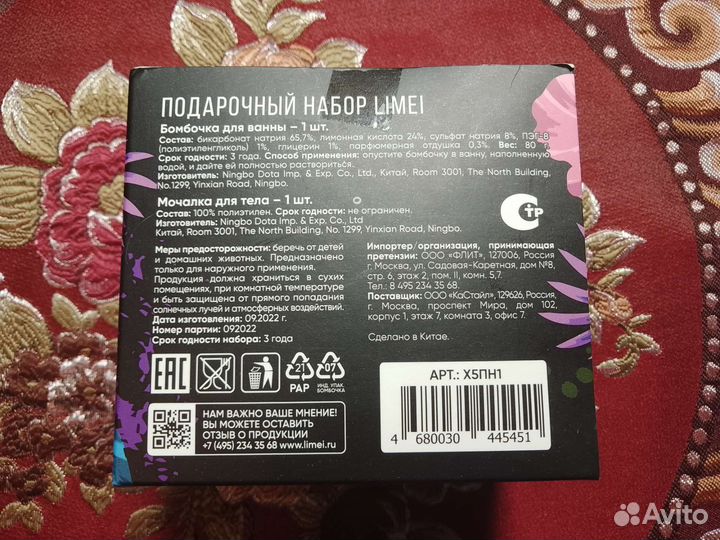 ПОДАРОЧНЫЙ НАБОР LIMEI
Бомбочка для ванны – 1 шт.
Состав: бикарбонат натрия 65,7%, лимонная кислота 24%, сульфат натрия 8%, ПЭГ-8
(полиэтиленгликоль) 1%, глицерин 1%, парфюмерная отдушка 0,3%. Вес: 80 г.
Срок годности: 3 года. Способ применения: опустите бомбочку в ванну, наполненную
водой, и дайте ей полностью раствориться.
Изготовитель: Ningbo Dota Imp. & Exp. Co., Ltd., Китай, Room 3001, The North Building,
No.1299, Yinxian Road, Ningbo.
Мочалка для тела – 1 шт.
Состав: 100% полиэтилен. Срок годности: не ограничен.
Изготовитель: Ningbo Dota Imp. & Exp. Co., Ltd
Китай, Room 3001, The North Building, No. 1299, Yinxian Road, Ningbo.
СТР
Меры предосторожности: беречь от детей
и домашних животных. Предназначено
только для наружного применения.
Продукция должна храниться в сухих
помещениях, при комнатной температуре
и быть защищена от прямого попадания
солнечных лучей и атмосферных воздействий.
Дата изготовления: 09.2022 г.
Номер партии: 092022
Срок годности набора: 3 года
Импортер/организация, принимающая
претензии: ООО «ФЛИТ», 127006, Россия
г. Москва, ул. Садовая-Каретная, дом №8,
стр. 6, этаж 2, пом. II, комн. 5,7.
Тел.: 8 495 234 35 68.
Поставщик: ООО «КаСтайл», 129626, Россия,
г. Москва, проспект Мира, дом 102,
корпус 1, этаж 7, комната 3, офис 7.
Сделано в Китае.
EAC
21
PAP
07
ИНД. УПАК.
БОМБОЧКА
НАМ ВАЖНО ВАШЕ МНЕНИЕ!
ВЫ МОЖЕТЕ ОСТАВИТЬ
ОТЗЫВ О ПРОДУКЦИИ
+7 (495) 234 35 68 www.limei.ru
АРТ.: Х5ПН1
4 680030 445451
Avito